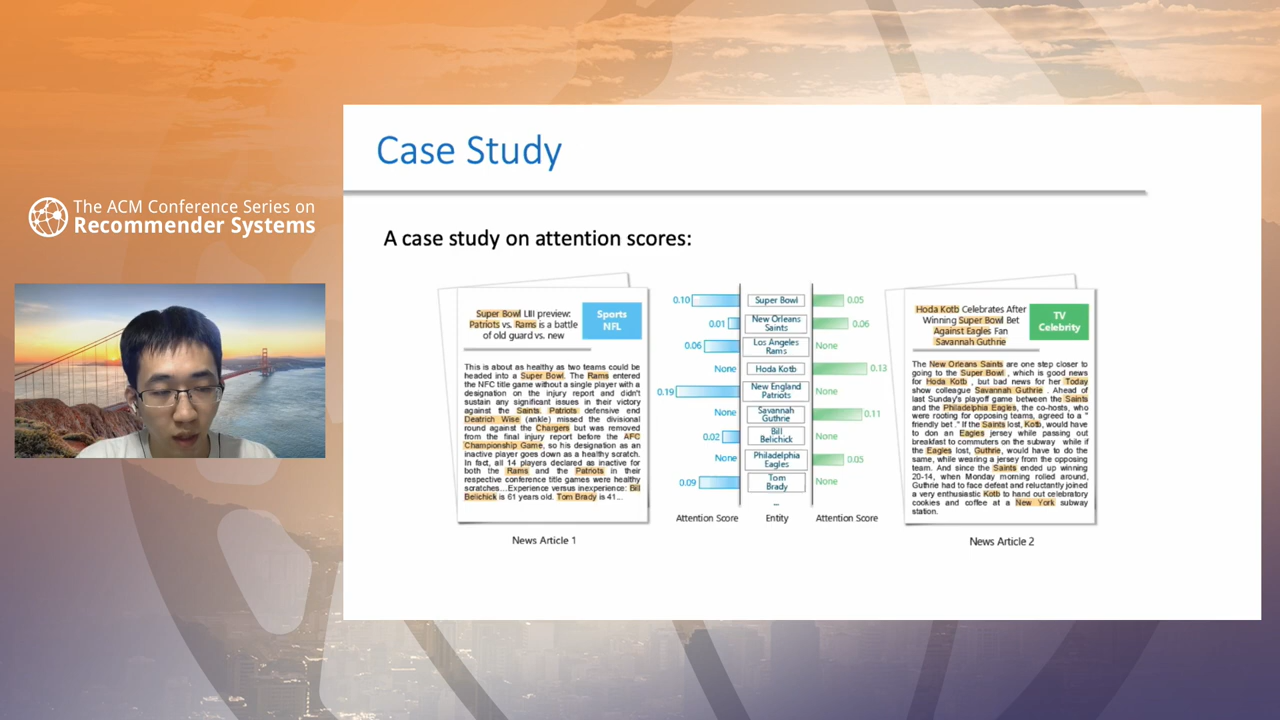 The ACM Conference Series on
Recommender Systems
Case Study
A case study on attention scores:
Super Bowl LIII preview:
Patriots vs. Rams is a battle
of old guard vs. new
Sports
NFL
This is about as healthy as two teams could be
headed into a Super Bowl. The Rams entered
the NFC title game without a single player with a
designation on the injury report and didn't
sustain any significant issues in their victory
against the Saints. Patriots defensive end
Deatrich Wise (ankle) missed the divisional
round against the Chargers but was removed
from the final injury report before the AFC
Championship Game, so his designation as an
inactive player goes down as a healthy scratch.
In fact, all 14 players declared as inactive for
both the Rams and the Patriots in their
respective conference title games were healthy
scratches....Experience versus inexperience: Bill
Belichick is 61 years old. Tom Brady is 41...
News Article 1
0.10 Super Bowl 0.05
0.01 New Orleans Saints 0.06
0.06 Los Angeles Rams None
None Hoda Kotb 0.13
0.19 New England Patriots None
None Savannah Guthrie 0.11
0.02 Bill Belichick None
None Philadelphia Eagles 0.05
0.09 Tom Brady None
...
Attention Score Entity Attention Score
Hoda Kotb Celebrates After
Winning Super Bowl Bet
Against Eagles Fan
Savannah Guthrie
TV
Celebrity
The New Orleans Saints are one step closer to
going to the Super Bowl , which is good news
for Hoda Kotb , but bad news for her Today
show colleague Savannah Guthrie . Ahead of
last Sunday's playoff game between the Saints
and the Philadelphia Eagles, the co-hosts, who
were rooting for opposing teams, agreed to a "
friendly bet ." If the Saints lost, Kotb, would have
to don an Eagles jersey while passing out
breakfast to commuters on the subway while if
the Eagles lost, Guthrie, would have to do the
same, while wearing a jersey from the opposing
team. And since the Saints ended up winning
20-14, when Monday morning rolled around,
Guthrie had to face defeat and reluctantly joined
a very enthusiastic Kotb to hand out celebratory
cookies and coffee at a New York subway
station.
News Article 2